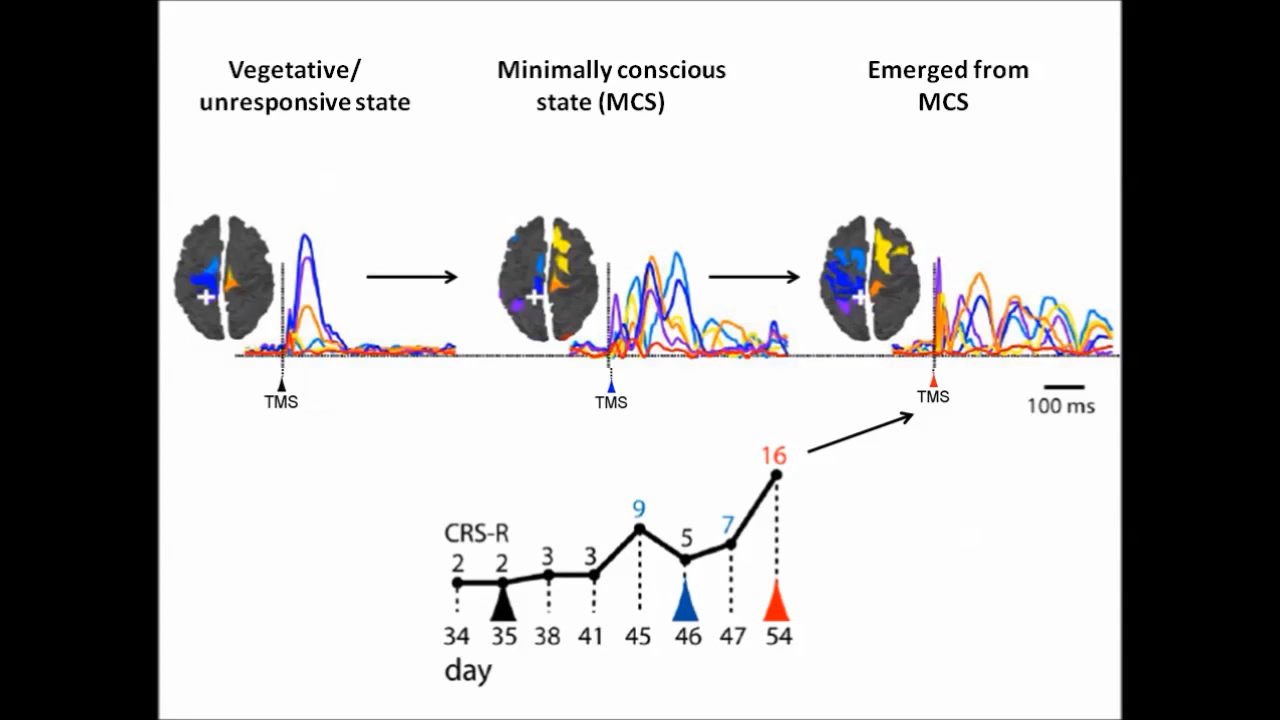 Vegetative/
unresponsive state
Minimally conscious
state (MCS)
Emerged from
MCS
TMS
TMS
TMS
100 ms
16
9
CRS-R
2 2 3 3 5 7
34 35 38 41 45 46 47 54
day